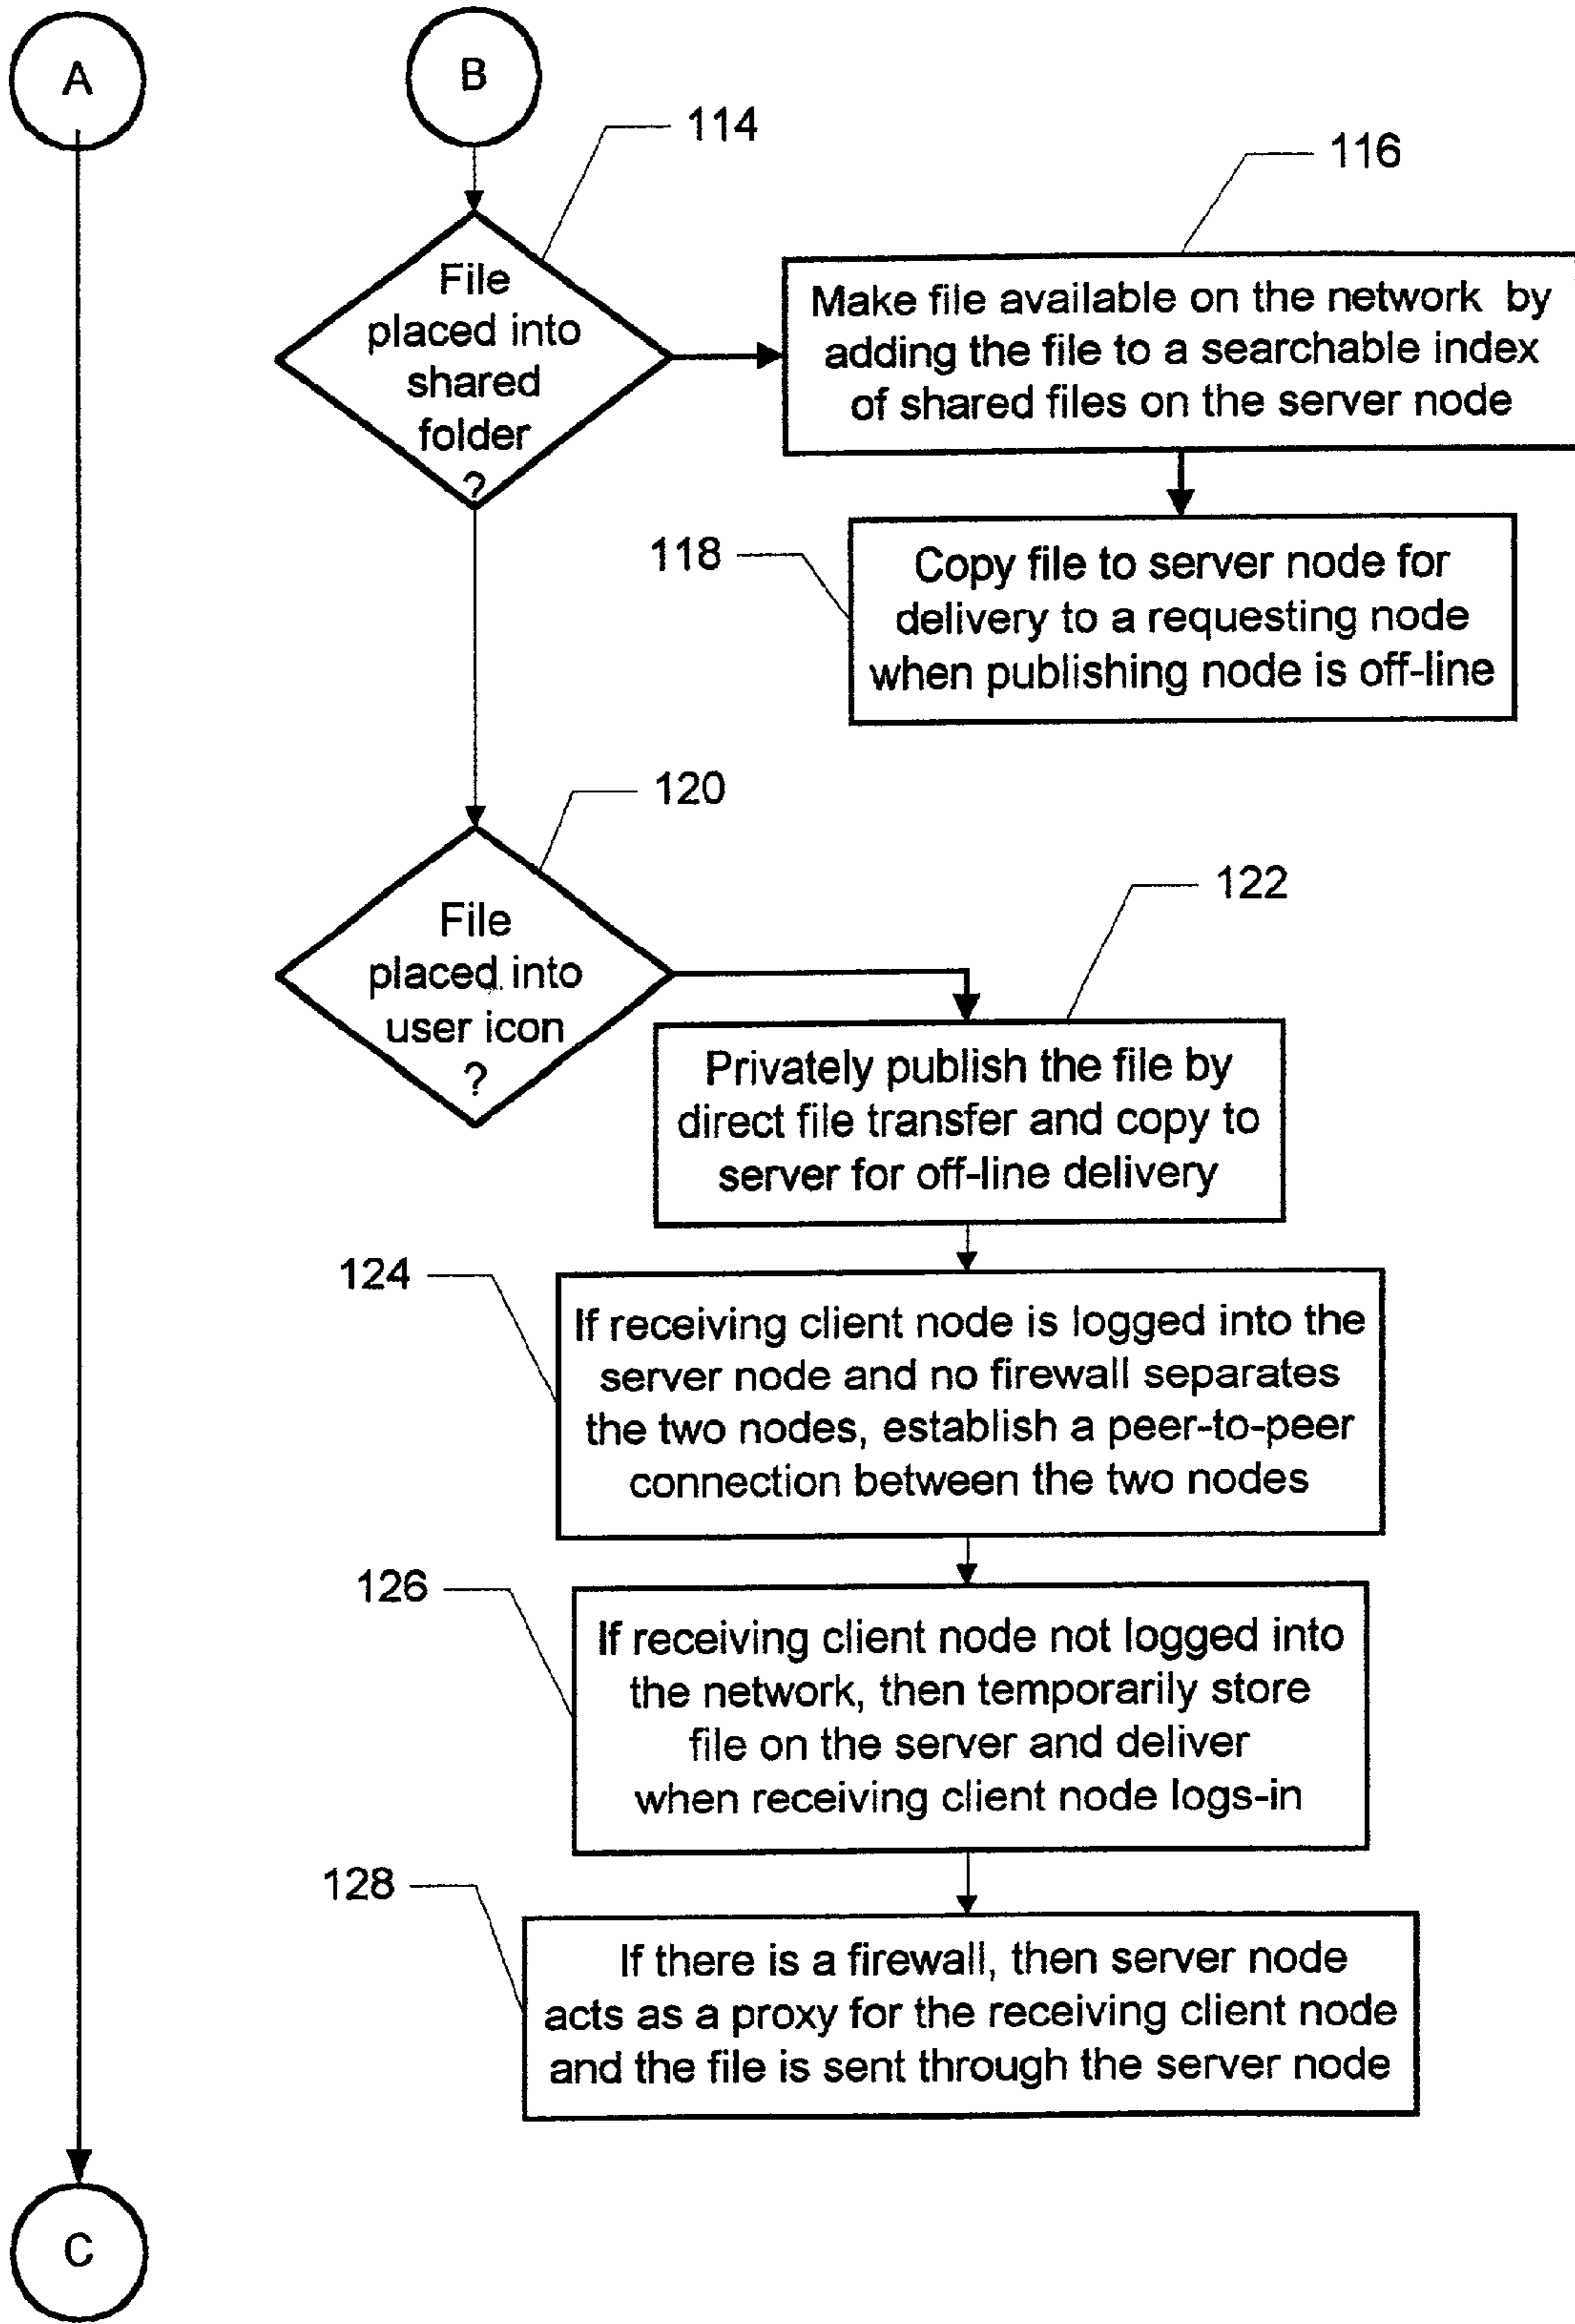 A
B
114
116
File
placed into
shared
folder
?
Make file available on the network by
adding the file to a searchable index
of shared files on the server node
118
Copy file to server node for
delivery to a requesting node
when publishing node is off-line
120
File
placed into
user icon
?
122
Privately publish the file by
direct file transfer and copy to
server for off-line delivery
124
If receiving client node is logged into the
server node and no firewall separates
the two nodes, establish a peer-to-peer
connection between the two nodes
126
If receiving client node not logged into
the network, then temporarily store
file on the server and deliver
when receiving client node logs-in
128
If there is a firewall, then server node
acts as a proxy for the receiving client node
and the file is sent through the server node
C